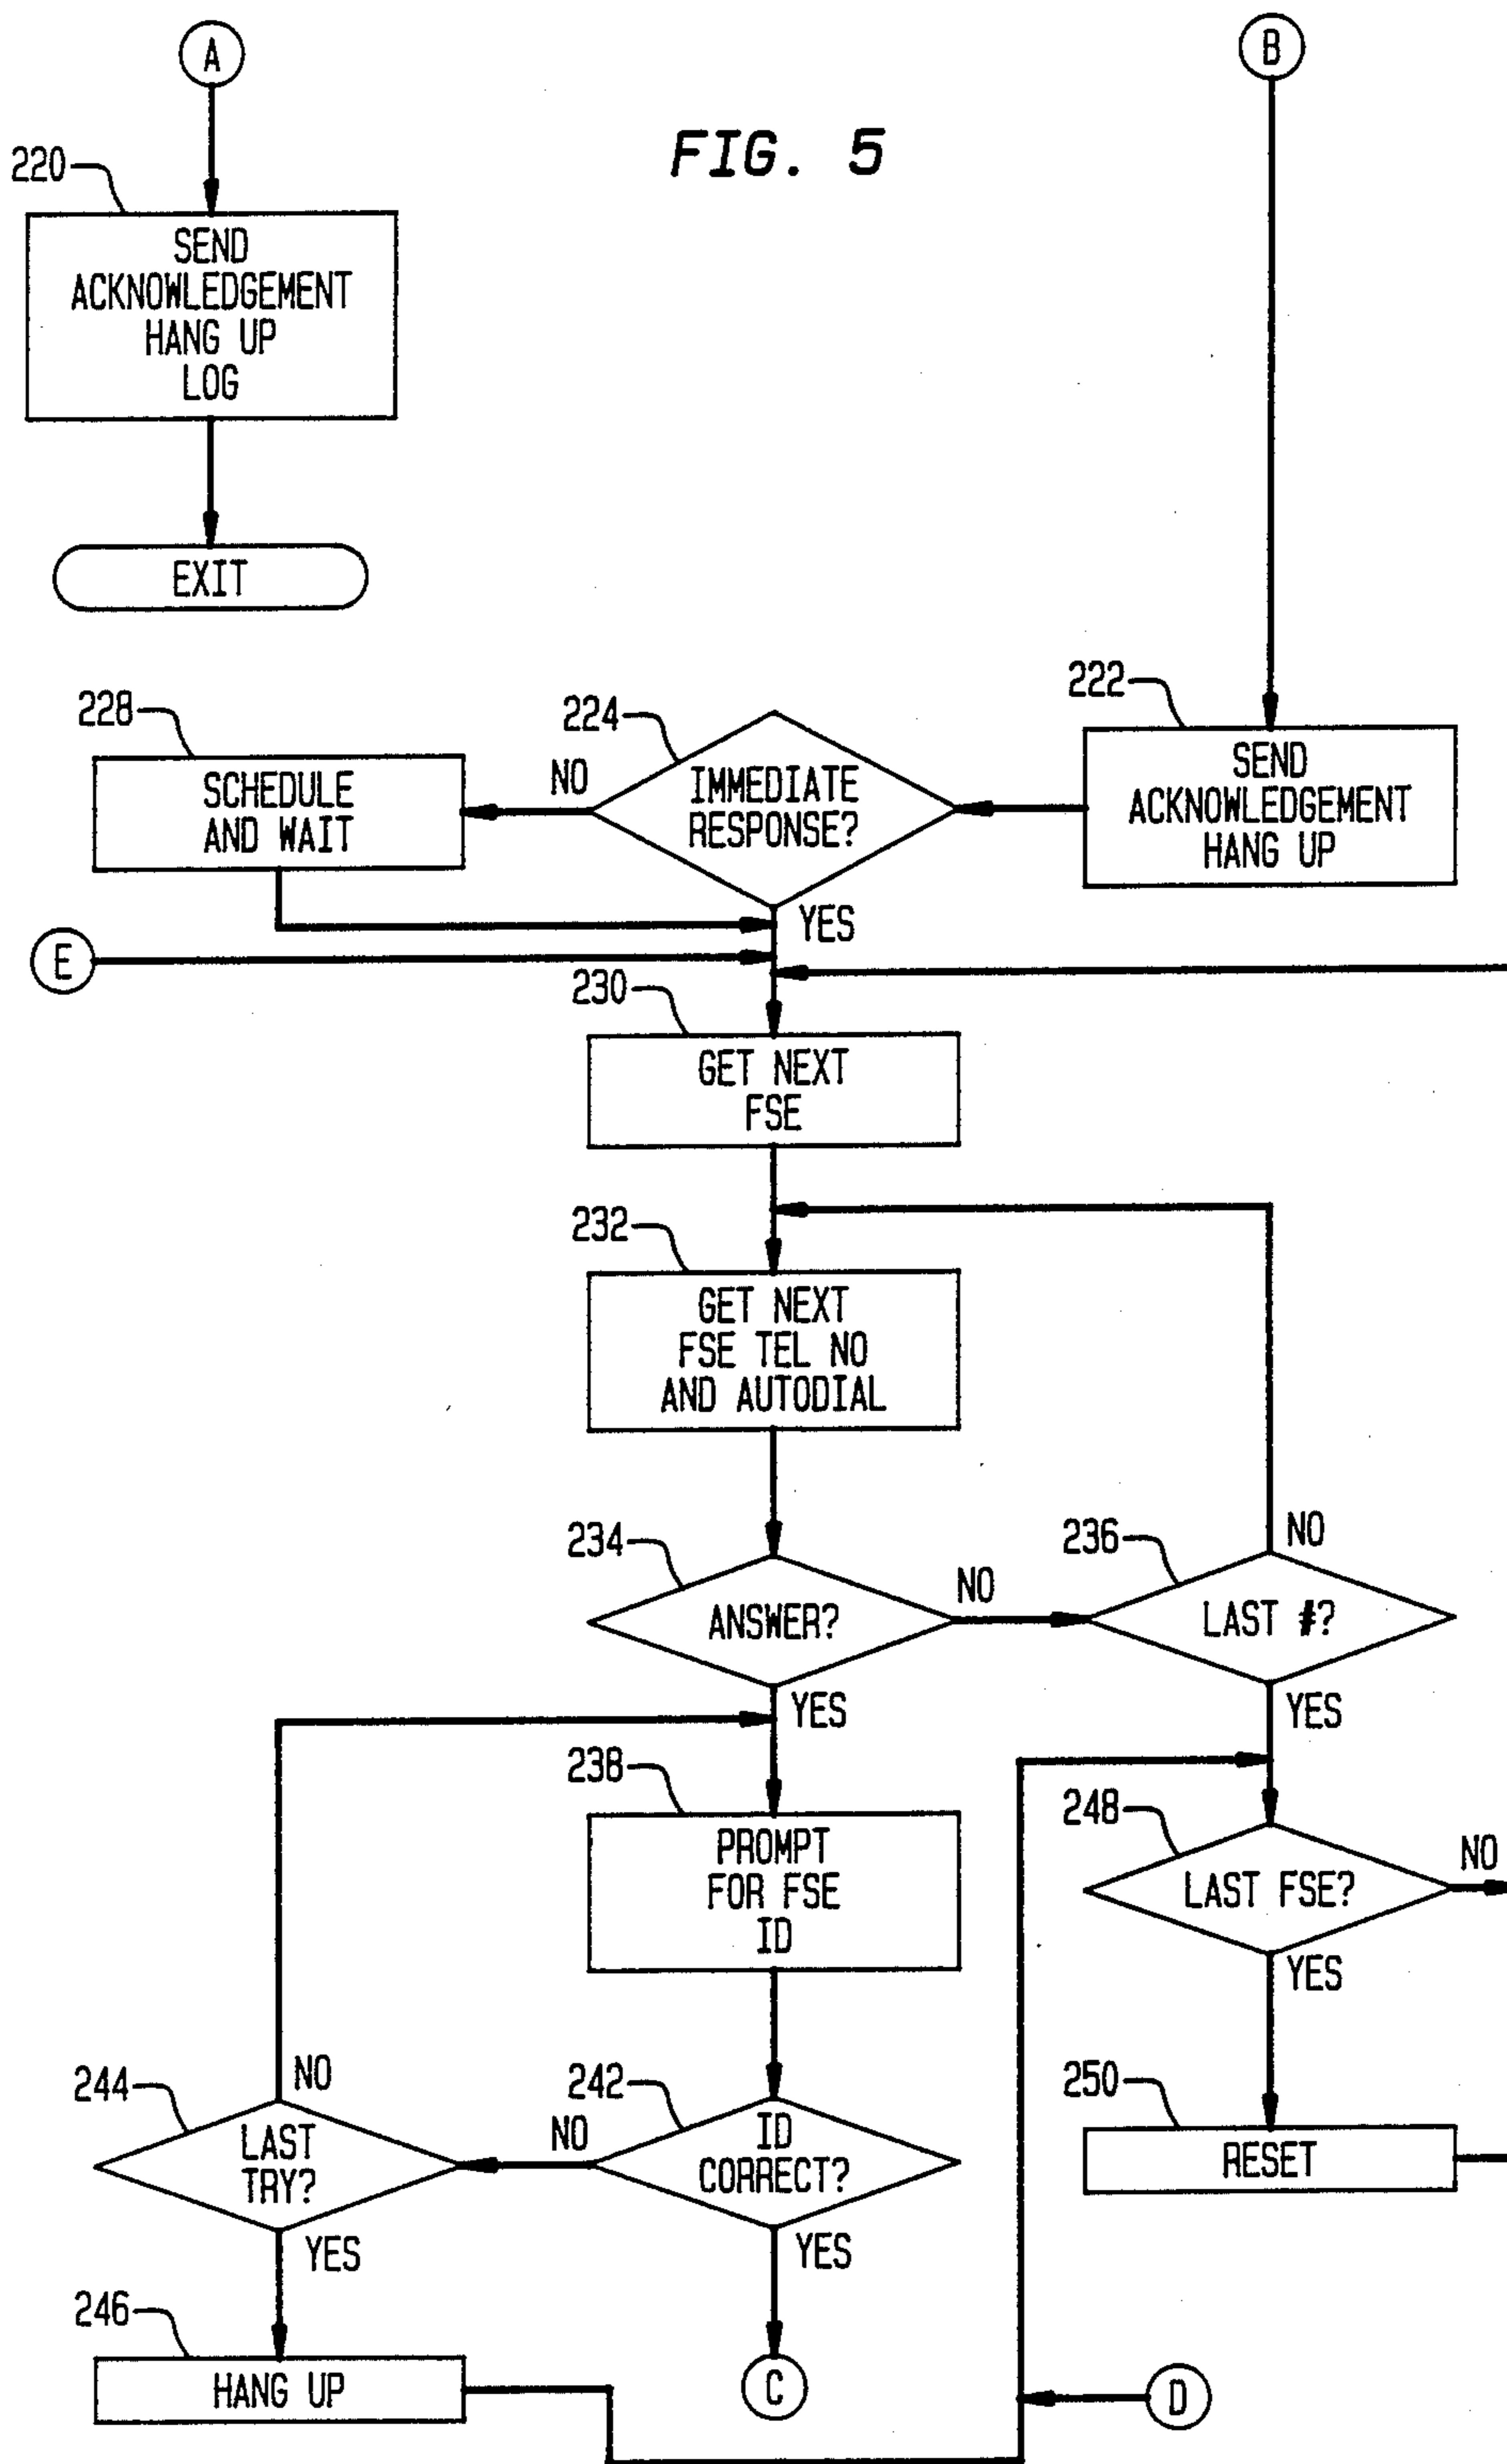 A
B
FIG. 5
220
SEND
ACKNOWLEDGEMENT
HANG UP
LOG
EXIT
228
SCHEDULE
AND WAIT
NO
224
IMMEDIATE
RESPONSE?
YES
222
SEND
ACKNOWLEDGEMENT
HANG UP
E
230
GET NEXT
FSE
232
GET NEXT
FSE TEL NO
AND AUTODIAL
234
ANSWER?
NO
YES
236
LAST #?
NO
YES
238
PROMPT
FOR FSE
ID
248
LAST FSE?
NO
YES
244
LAST
TRY?
NO
YES
242
ID
CORRECT?
NO
YES
250
RESET
246
HANG UP
C
D